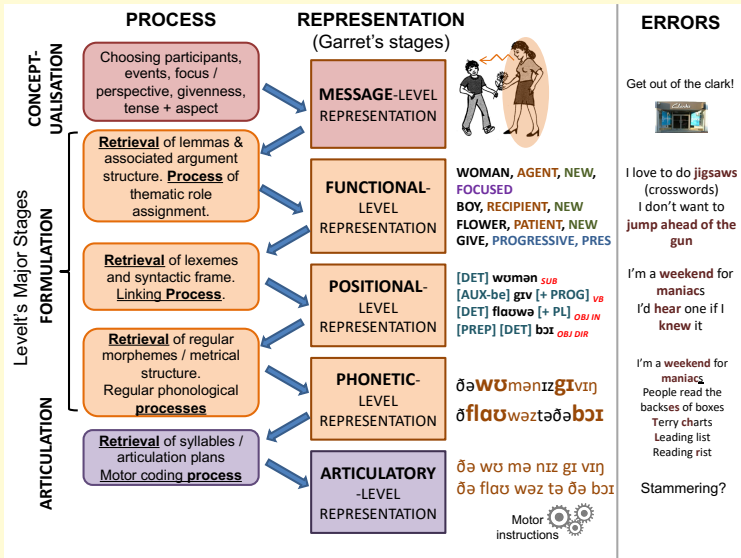 PROCESS
REPRESENTATION
(Garret's stages)
ERRORS
Levelt's Major Stages
CONCEPT-
UALISATION
FORMULATION
ARTICULATION
Choosing participants,
events, focus /
perspective, givenness,
tense + aspect
Retrieval of lemmas &
associated argument
structure. Process of
thematic role
assignment.
Retrieval of lexemes
and syntactic frame.
Linking Process.
Retrieval of regular
morphemes / metrical
structure.
Regular phonological
processes
Retrieval of syllables /
articulation plans
Motor coding process
MESSAGE-LEVEL
REPRESENTATION
FUNCTIONAL-
LEVEL
REPRESENTATION
POSITIONAL-
LEVEL
REPRESENTATION
PHONETIC-
LEVEL
REPRESENTATION
ARTICULATORY
-LEVEL
REPRESENTATION
WOMAN, AGENT, NEW,
FOCUSED
BOY, RECIPIENT, NEW
FLOWER, PATIENT, NEW
GIVE, PROGRESSIVE, PRES
[DET] wʊmən SUB
[AUX-be] gɪv [+ PROG] VB
[DET] flaʊwə [+ PL] OBJ IN
[PREP] [DET] bɔɪ OBJ DIR
ðəwʊmənɪzgɪvɪŋ
ðflaʊwəztəðəbɔɪ
ðə wʊ mə nɪz gɪ vɪŋ
ðə flaʊ wəz tə ðə bɔɪ
Motor
instructions
Get out of the clark!
Clarks
I love to do jigsaws
(crosswords)
I don't want to
jump ahead of the
gun
I'm a weekend for
maniacs
I'd hear one if I
knew it
I'm a weekend for
maniacs
People read the
backses of boxes
Terry charts
Leading list
Reading rist
Stammering?